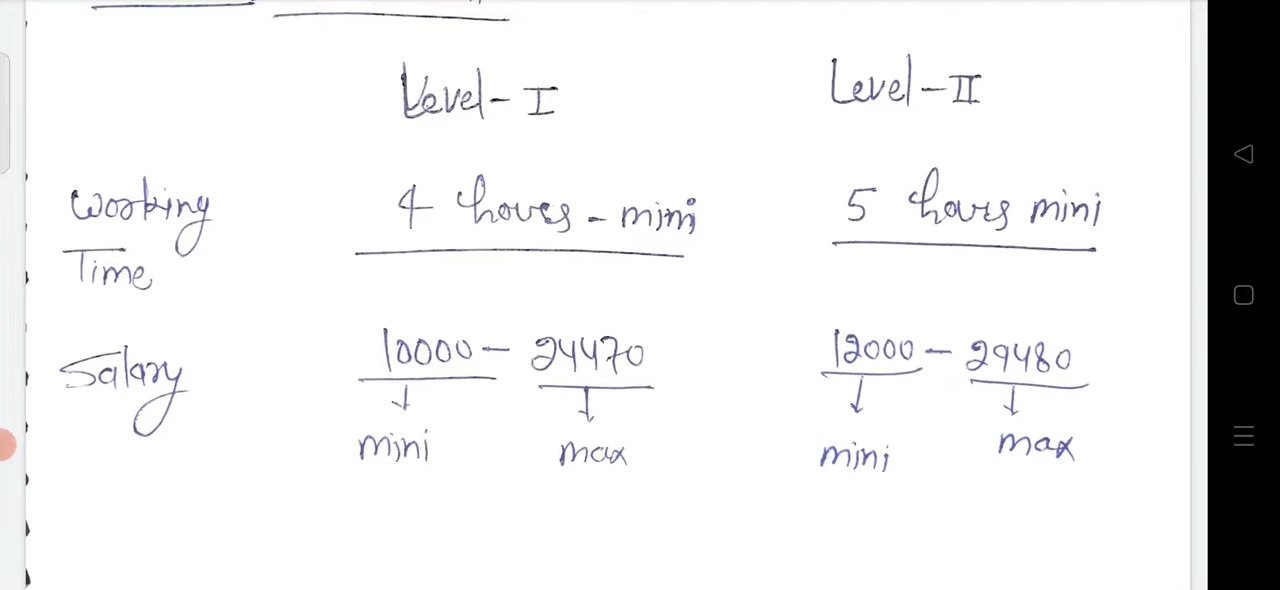 Level - I Level - II
Working Time 4 hours - mini 5 hours mini
Salary 10000 - 24470 12000 - 29480
mini max mini max